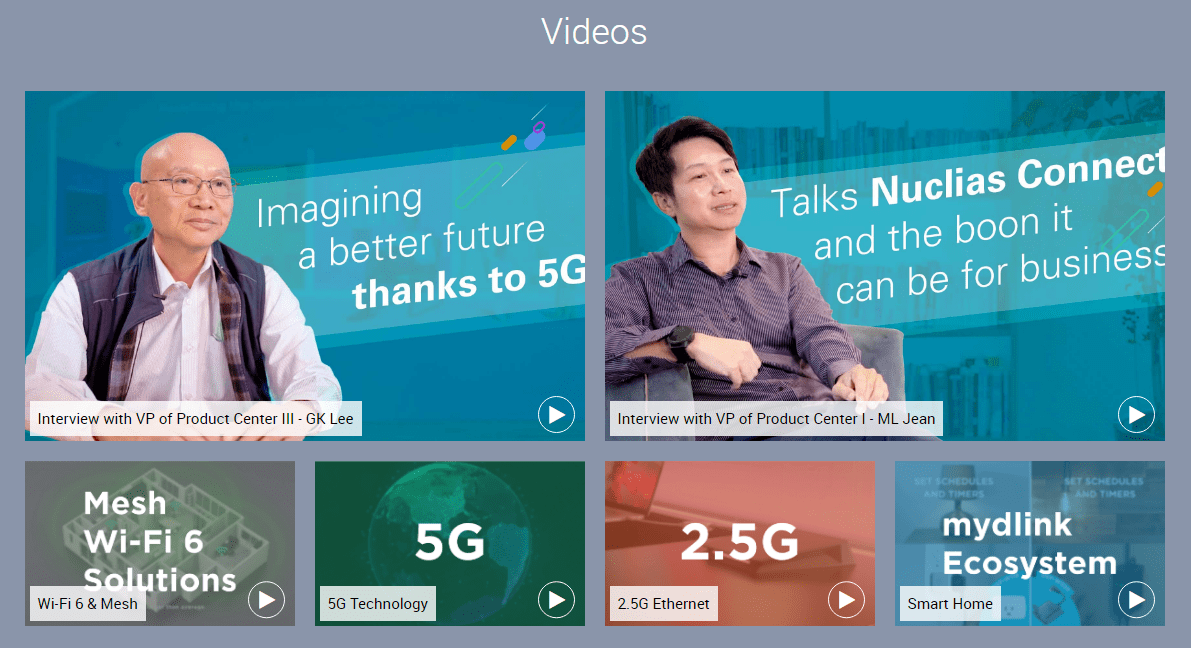 Videos
Imagining
a better future
thanks to 5G
Interview with VP of Product Center III - GK Lee
Talks Nuclias Connect
and the boon it
can be for business
Interview with VP of Product Center I - ML Jean
Mesh
Wi-Fi 6
Solutions
Wi-Fi 6 & Mesh
5G
5G Technology
2.5G
2.5G Ethernet
SET SCHEDULES
AND TIMERS
SET SCHEDULES
AND TIMERS
mydlink
Ecosystem
Smart Home